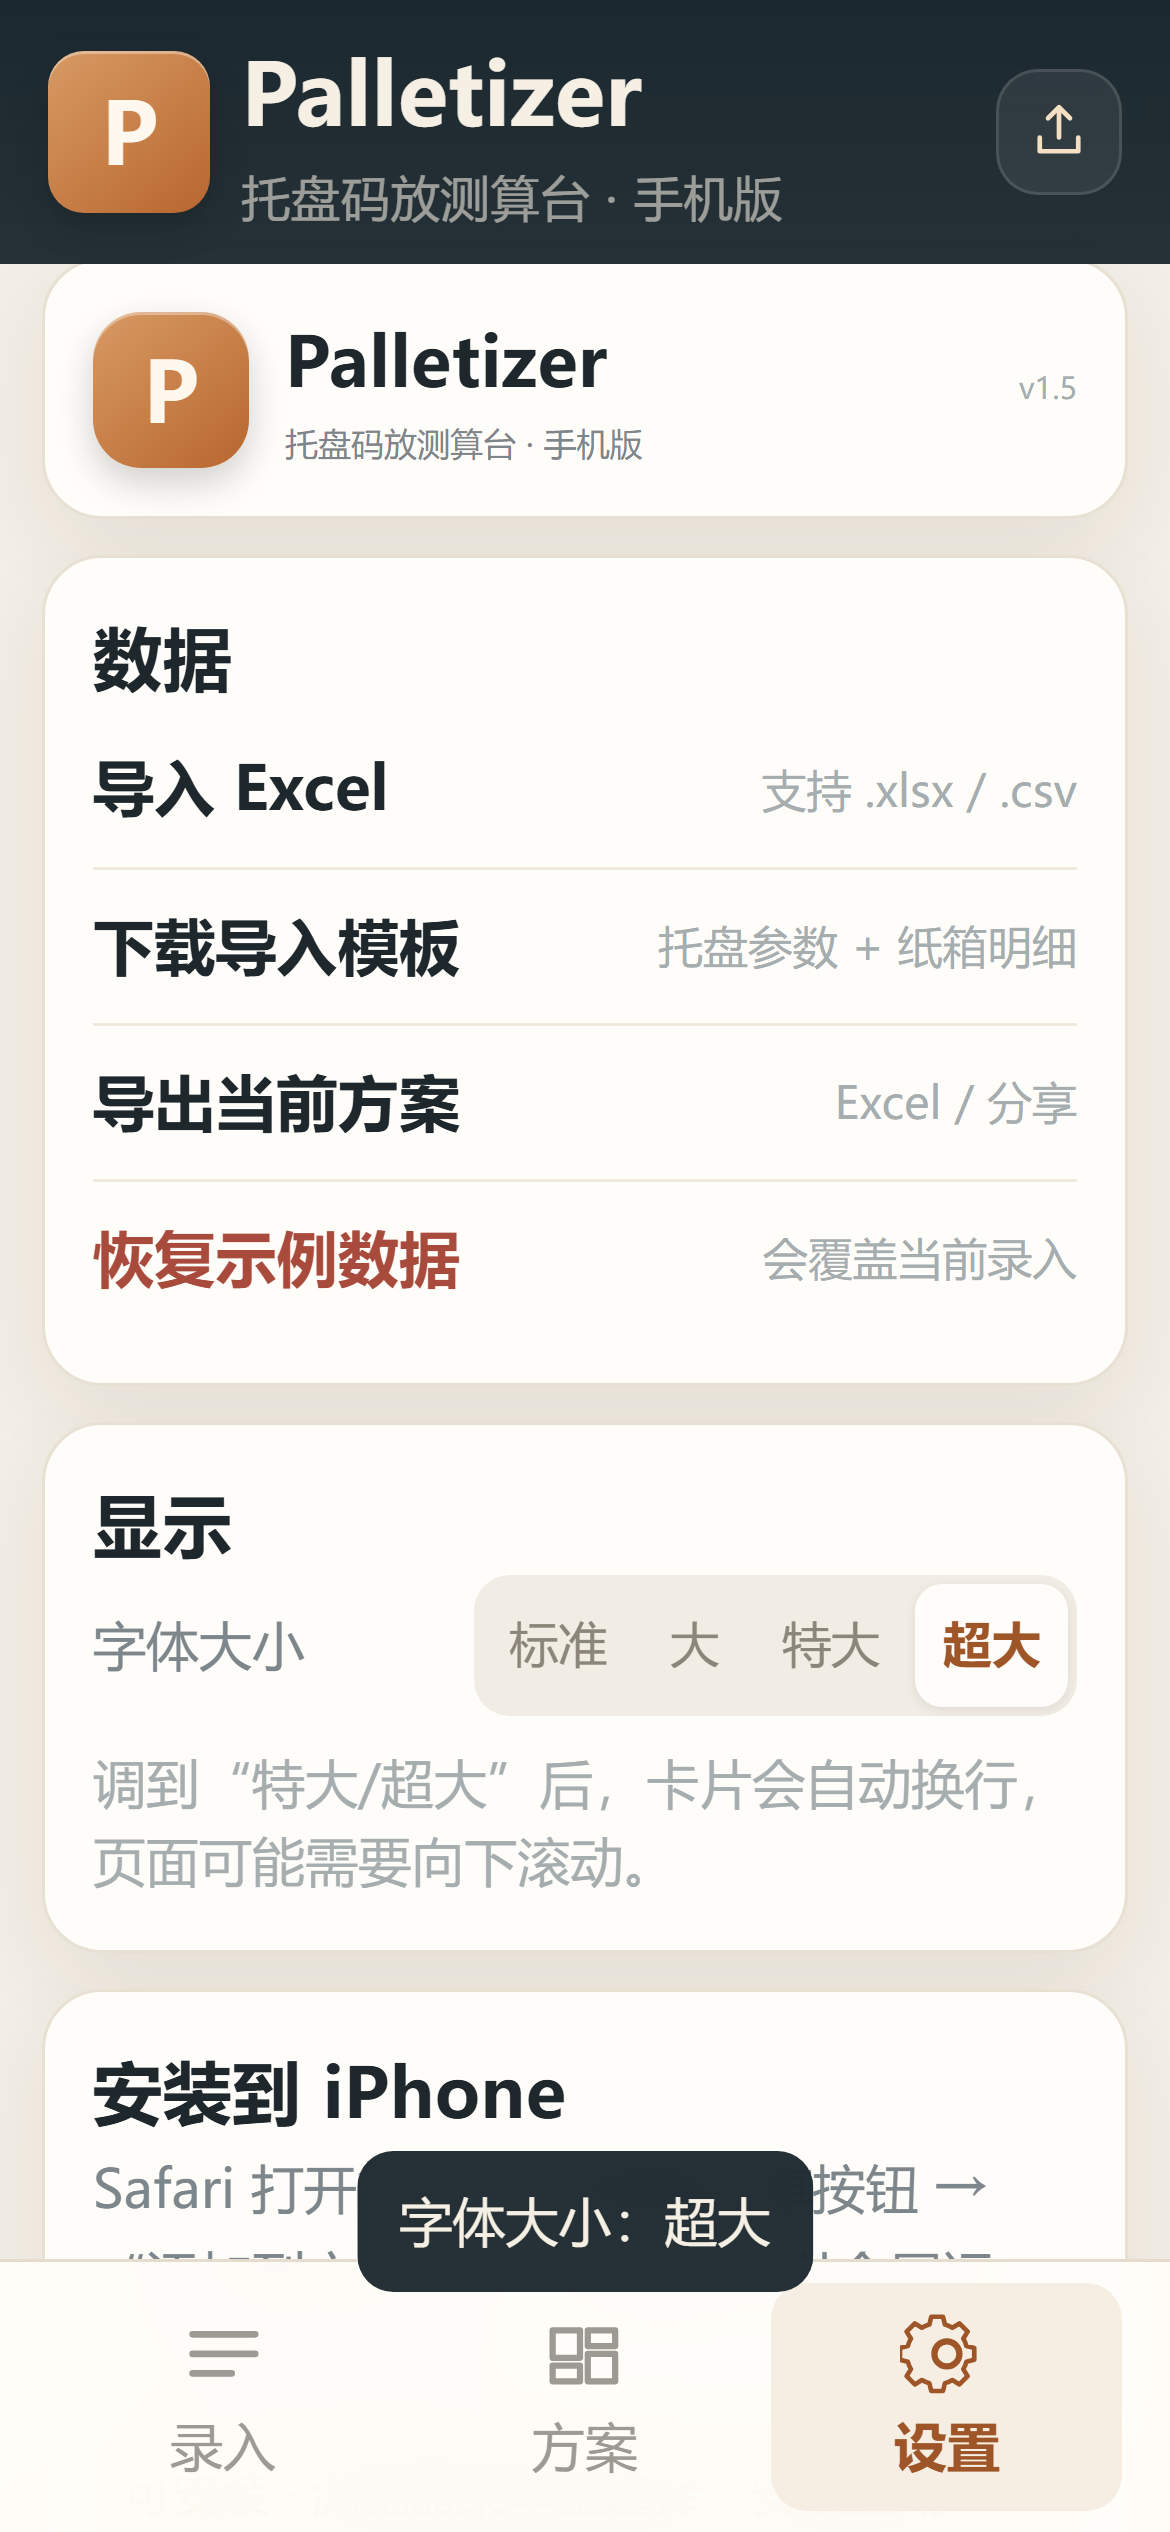 P
Palletizer
托盘码放测算台 · 手机版
P
Palletizer
托盘码放测算台 · 手机版
v1.5
数据
导入 Excel
支持 .xlsx / .csv
下载导入模板
托盘参数 + 纸箱明细
导出当前方案
Excel / 分享
恢复示例数据
会覆盖当前录入
显示
字体大小
标准
大
特大
超大
调到“特大/超大”后，卡片会自动换行，
页面可能需要向下滚动。
安装到 iPhone
Safari 打开
按钮 →
字体大小：超大
录入
方案
设置